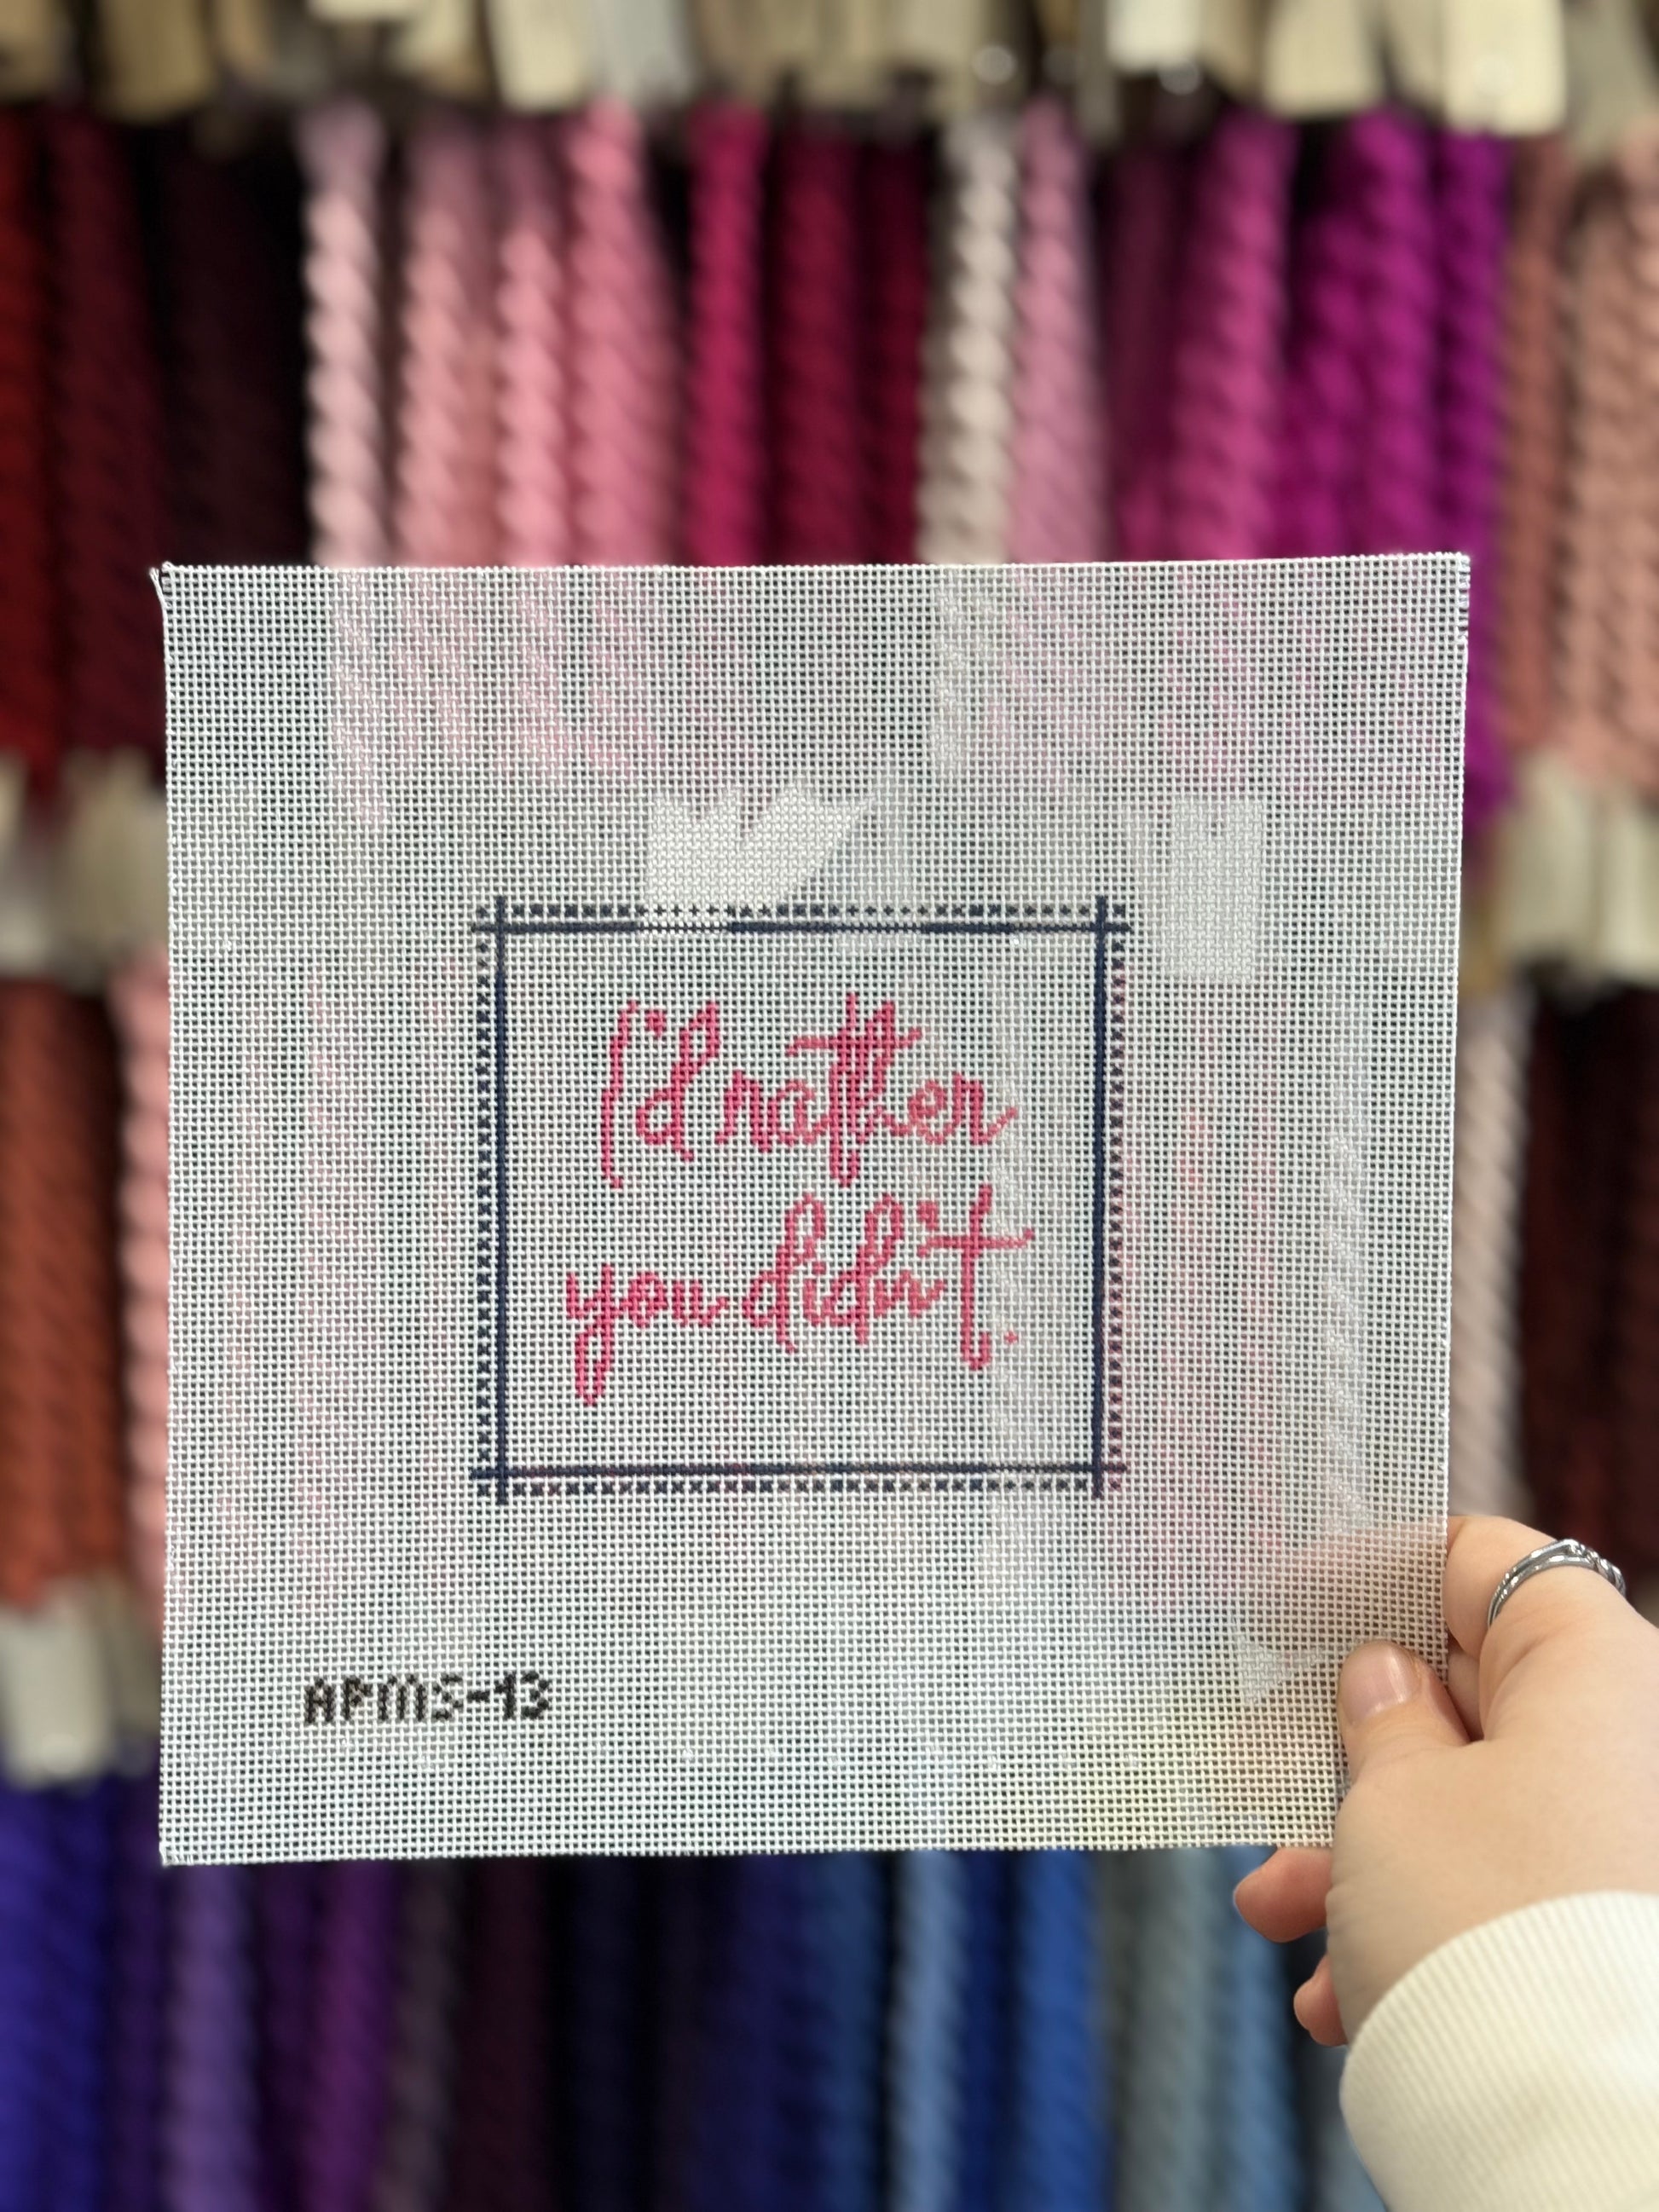 I'd rather
you didn't.
APMS-13